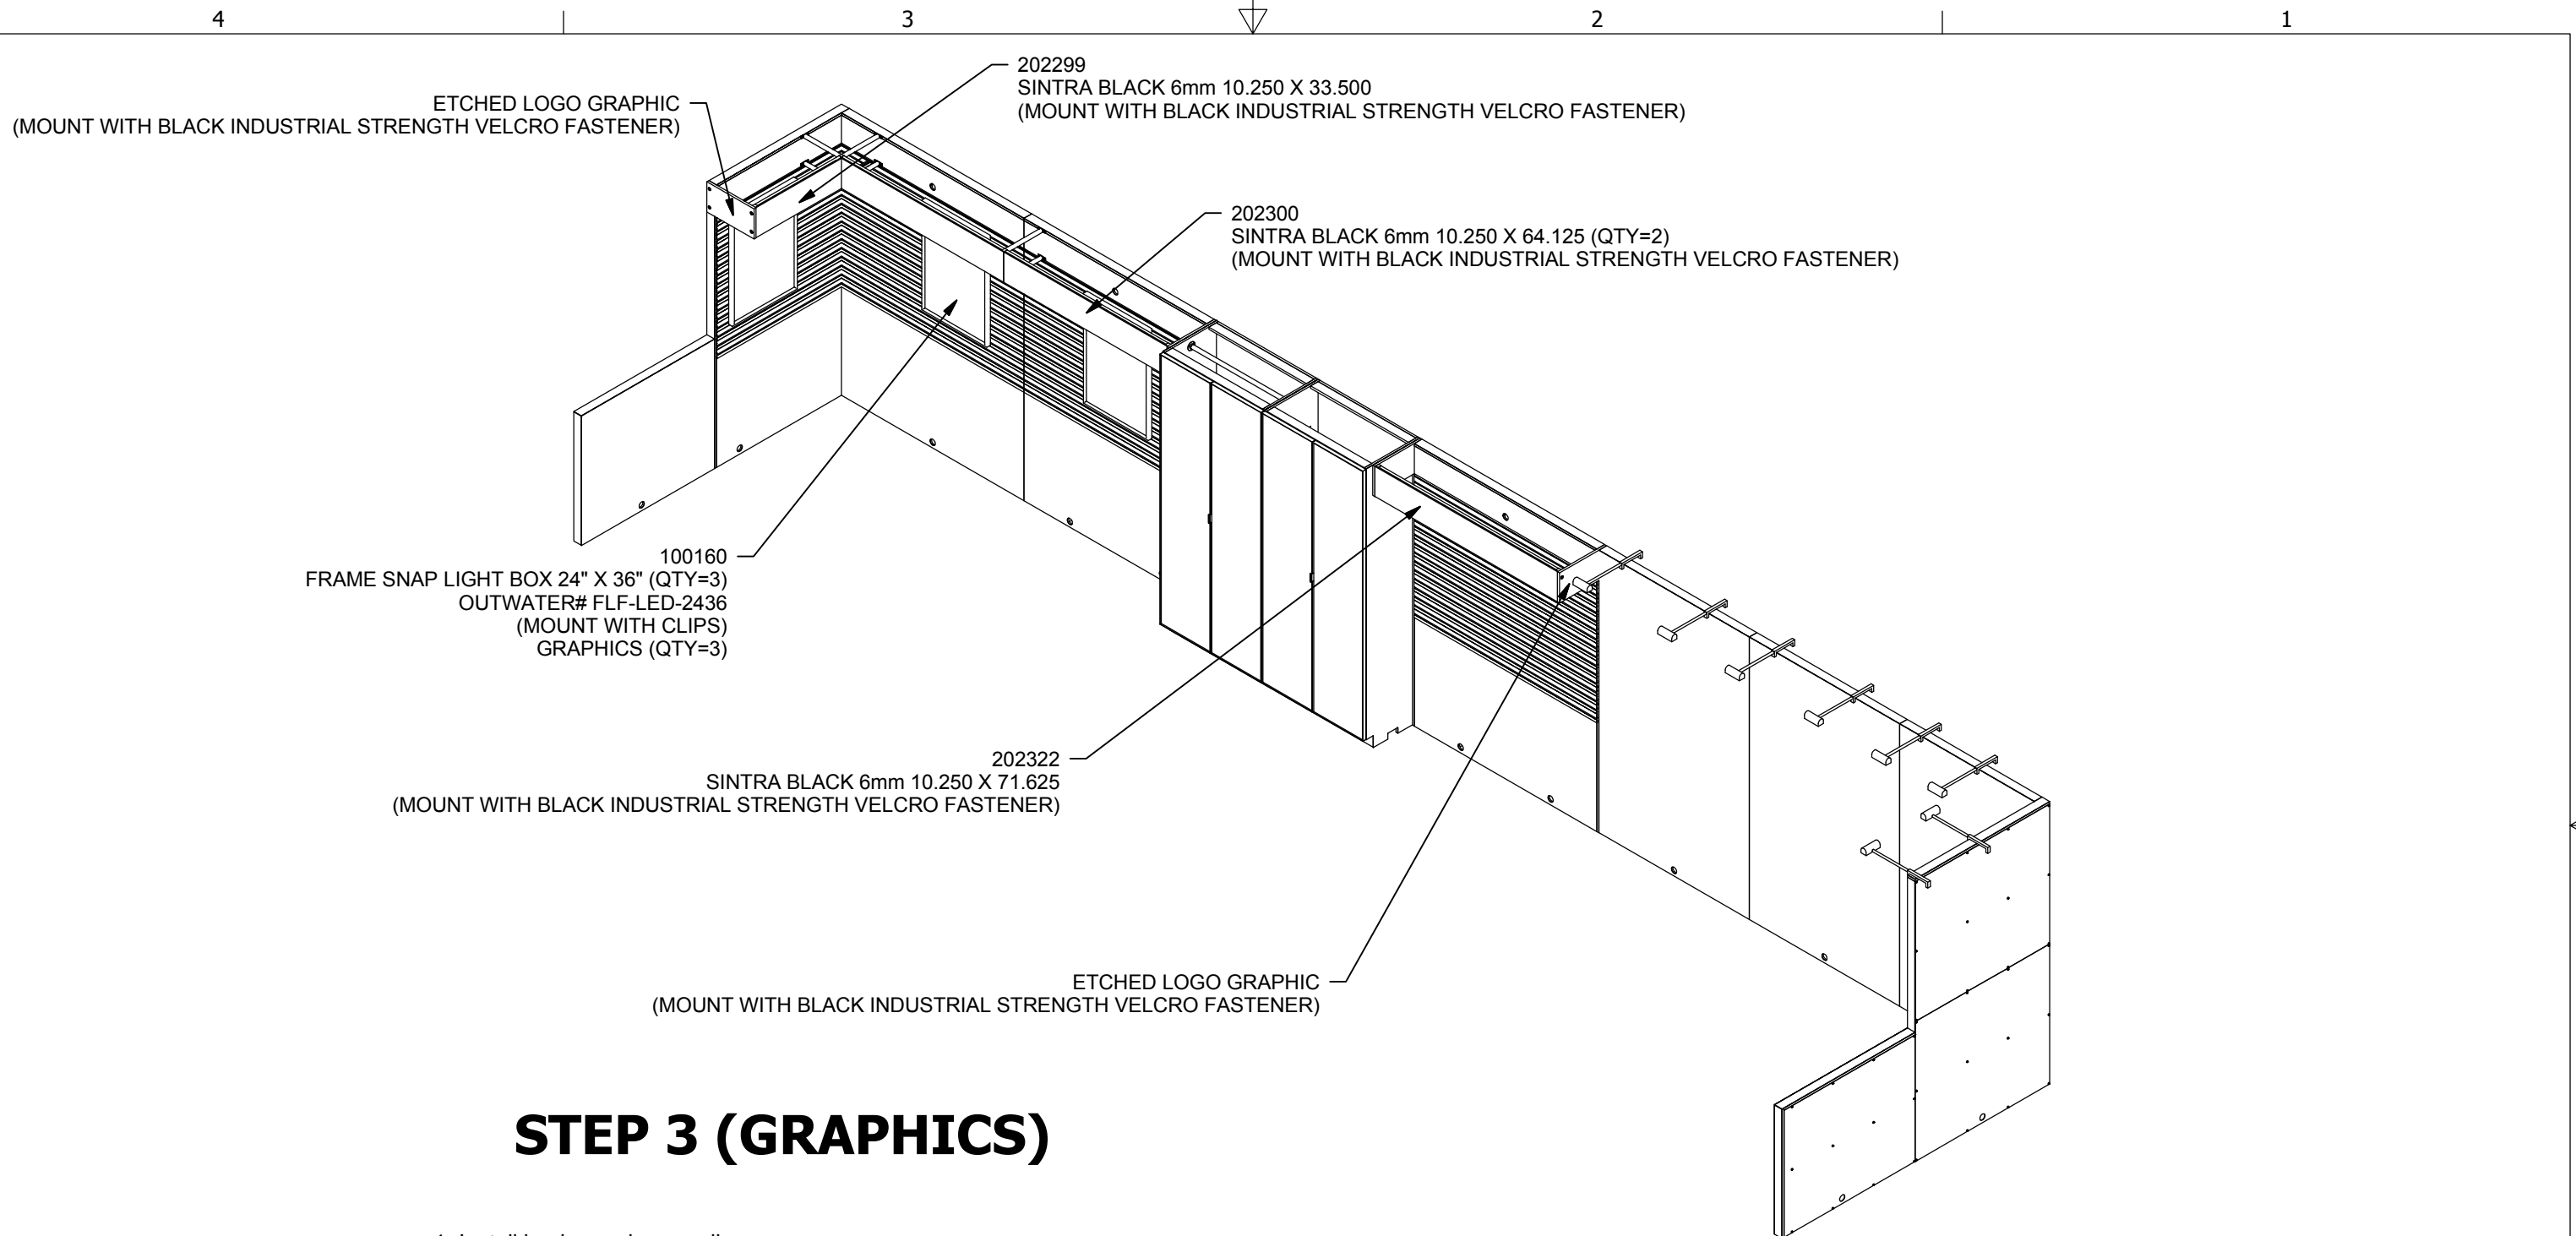 4 3 2 1
202299
SINTRA BLACK 6mm 10.250 X 33.500
(MOUNT WITH BLACK INDUSTRIAL STRENGTH VELCRO FASTENER)
ETCHED LOGO GRAPHIC
(MOUNT WITH BLACK INDUSTRIAL STRENGTH VELCRO FASTENER)
202300
SINTRA BLACK 6mm 10.250 X 64.125 (QTY=2)
(MOUNT WITH BLACK INDUSTRIAL STRENGTH VELCRO FASTENER)
100160
FRAME SNAP LIGHT BOX 24" X 36" (QTY=3)
OUTWATER# FLF-LED-2436
(MOUNT WITH CLIPS)
GRAPHICS (QTY=3)
202322
SINTRA BLACK 6mm 10.250 X 71.625
(MOUNT WITH BLACK INDUSTRIAL STRENGTH VELCRO FASTENER)
ETCHED LOGO GRAPHIC
(MOUNT WITH BLACK INDUSTRIAL STRENGTH VELCRO FASTENER)
STEP 3 (GRAPHICS)